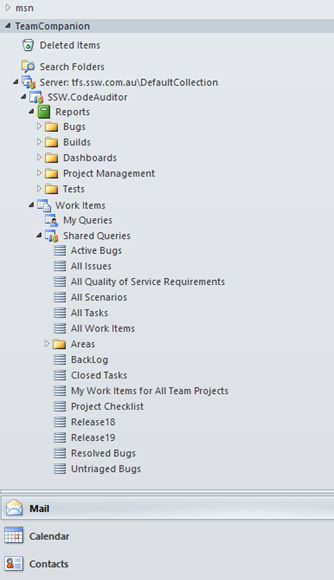 msn
TeamCompanion
Deleted Items
Search Folders
Server: tfs.ssw.com.au\DefaultCollection
SSW.CodeAuditor
Reports
Bugs
Builds
Dashboards
Project Management
Tests
Work Items
My Queries
Shared Queries
Active Bugs
All Issues
All Quality of Service Requirements
All Scenarios
All Tasks
All Work Items
Areas
BackLog
Closed Tasks
My Work Items for All Team Projects
Project Checklist
Release18
Release19
Resolved Bugs
Untriaged Bugs
Mail
Calendar
Contacts